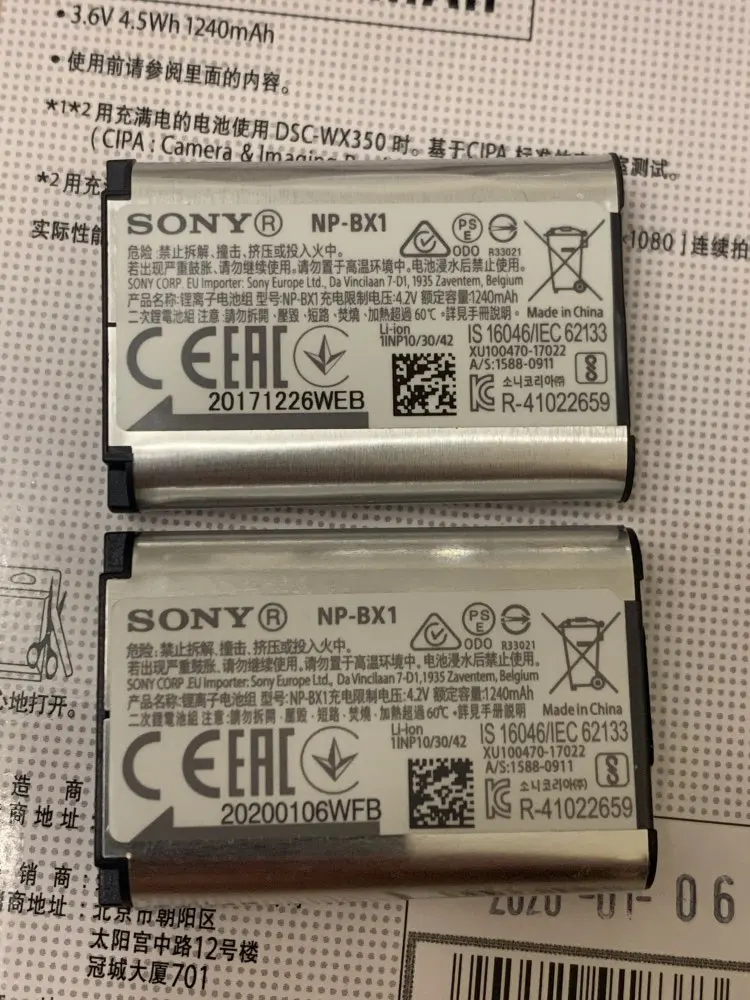 •3.6V 4.5Wh 1240mAh
•使用前请参阅里面的内容。
*1*2 用充满电的电池使用 DSC-WX350 时。基于CIPA
(CIPA : Camera & Imaging
测试。
*2 用充
实际性能
1080 ] 连续拍
SONY® NP-BX1
PS E
ODO R33021
危险: 禁止拆解、撞击、挤压或投入火中。
若出现严重鼓胀、请勿继续使用。请勿置于高温环境中。电池浸水后禁止使用。
SONY CORP. EU Importer: Sony Europe Ltd., Da Vincilaan 7-D1, 1935 Zaventem, Belgium
产品名称:锂离子电池组 型号:NP-BX1 充电限制电压:4.2V 额定容量:1240mAh
二次鋰電池組 注意:請勿拆開、壓毀、短路、焚燒、加熱超過 60℃ 。詳見手冊說明。 Made in China
Li-ion
1INP10/30/42
IS 16046/IEC 62133
XU100470-17022
A/S:1588-0911
소니코리아㈜
R-41022659
CE EAC
20171226WEB
SONY® NP-BX1
PS E
ODO R33021
危险: 禁止拆解、撞击、挤压或投入火中。
若出现严重鼓胀、请勿继续使用。请勿置于高温环境中。电池浸水后禁止使用。
SONY CORP. EU Importer: Sony Europe Ltd., Da Vincilaan 7-D1, 1935 Zaventem, Belgium
产品名称:锂离子电池组 型号:NP-BX1 充电限制电压:4.2V 额定容量:1240mAh
二次鋰電池組 注意:請勿拆開、壓毀、短路、焚燒、加熱超過 60℃ 。詳見手冊說明 Made in China
Li-ion
1INP10/30/42
IS 16046/IEC 62133
XU100470-17022
A/S:1588-0911
소니코리아㈜
R-41022659
CE EAC
20200106WFB
心地打开。
造 商
商地址:
销 商:
商地址:北京市朝阳区
太阳宫中路12号楼
冠城大厦701
2020 -01- 06